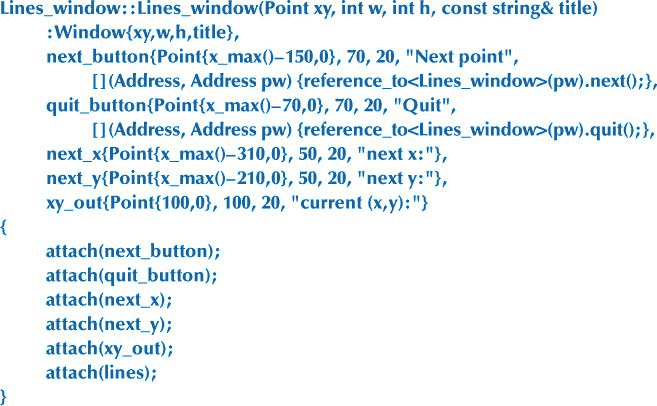 Lines_window::Lines_window(Point xy, int w, int h, const string& title)
:Window{xy,w,h,title},
next_button{Point{x_max()–150,0}, 70, 20, "Next point",
[](Address, Address pw) {reference_to<Lines_window>(pw).next();},
quit_button{Point{x_max()–70,0}, 70, 20, "Quit",
[](Address, Address pw) {reference_to<Lines_window>(pw).quit();},
next_x{Point{x_max()–310,0}, 50, 20, "next x:"},
next_y{Point{x_max()–210,0}, 50, 20, "next y:"},
xy_out{Point{100,0}, 100, 20, "current (x,y):"}
{
attach(next_button);
attach(quit_button);
attach(next_x);
attach(next_y);
attach(xy_out);
attach(lines);
}